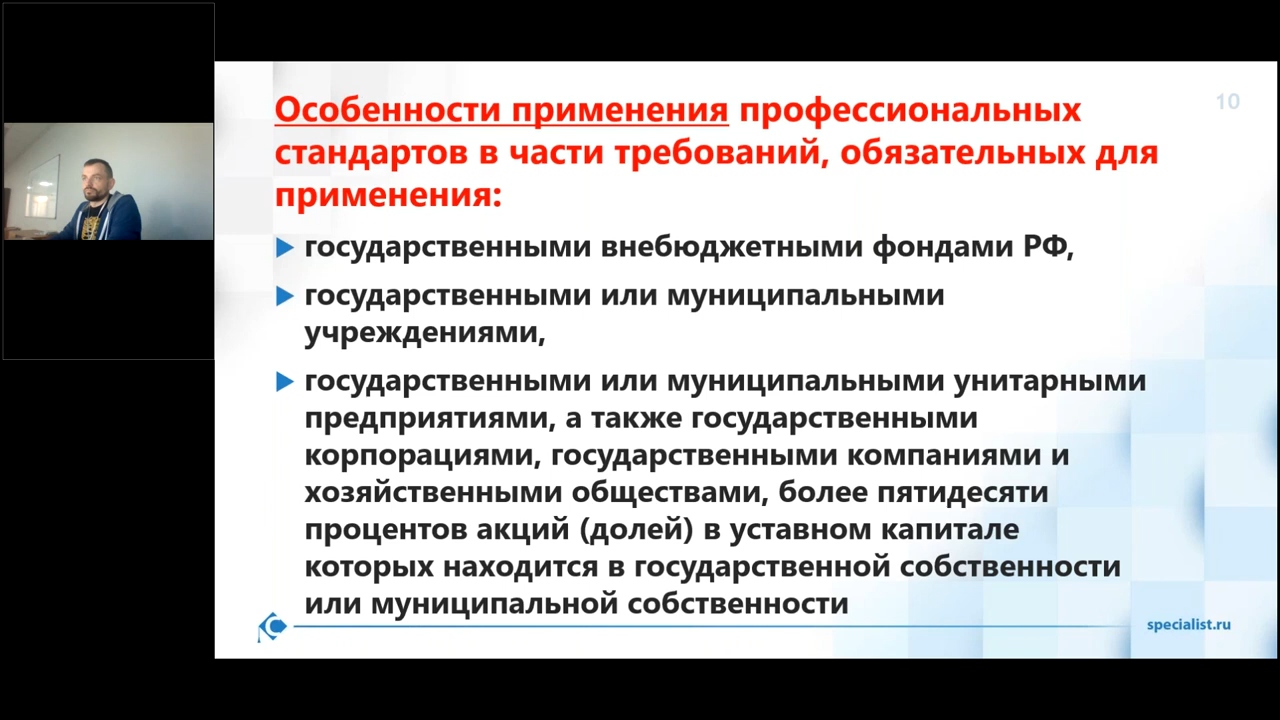 10
Особенности применения профессиональных
стандартов в части требований, обязательных для
применения:
государственными внебюджетными фондами РФ,
государственными или муниципальными
учреждениями,
государственными или муниципальными унитарными
предприятиями, а также государственными
корпорациями, государственными компаниями и
хозяйственными обществами, более пятидесяти
процентов акций (долей) в уставном капитале
которых находится в государственной собственности
или муниципальной собственности
specialist.ru